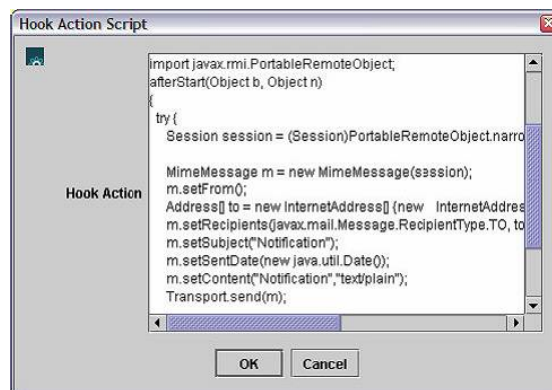 Hook Action Script
import javax.rmi.PortableRemoteObject;
afterStart(Object b, Object n)
{
try {
Session session = (Session)PortableRemoteObject.narro
MimeMessage m = new MimeMessage(session);
m.setFrom();
Hook Action
Address[] to = new InternetAddress[] {new InternetAddres
m.setRecipients(javax.mail.Message.RecipientType.TO, to
m.setSubject("Notification");
m.setSentDate(new java.util.Date());
m.setContent("Notification","text/plain");
Transport.send(m);
OK
Cancel